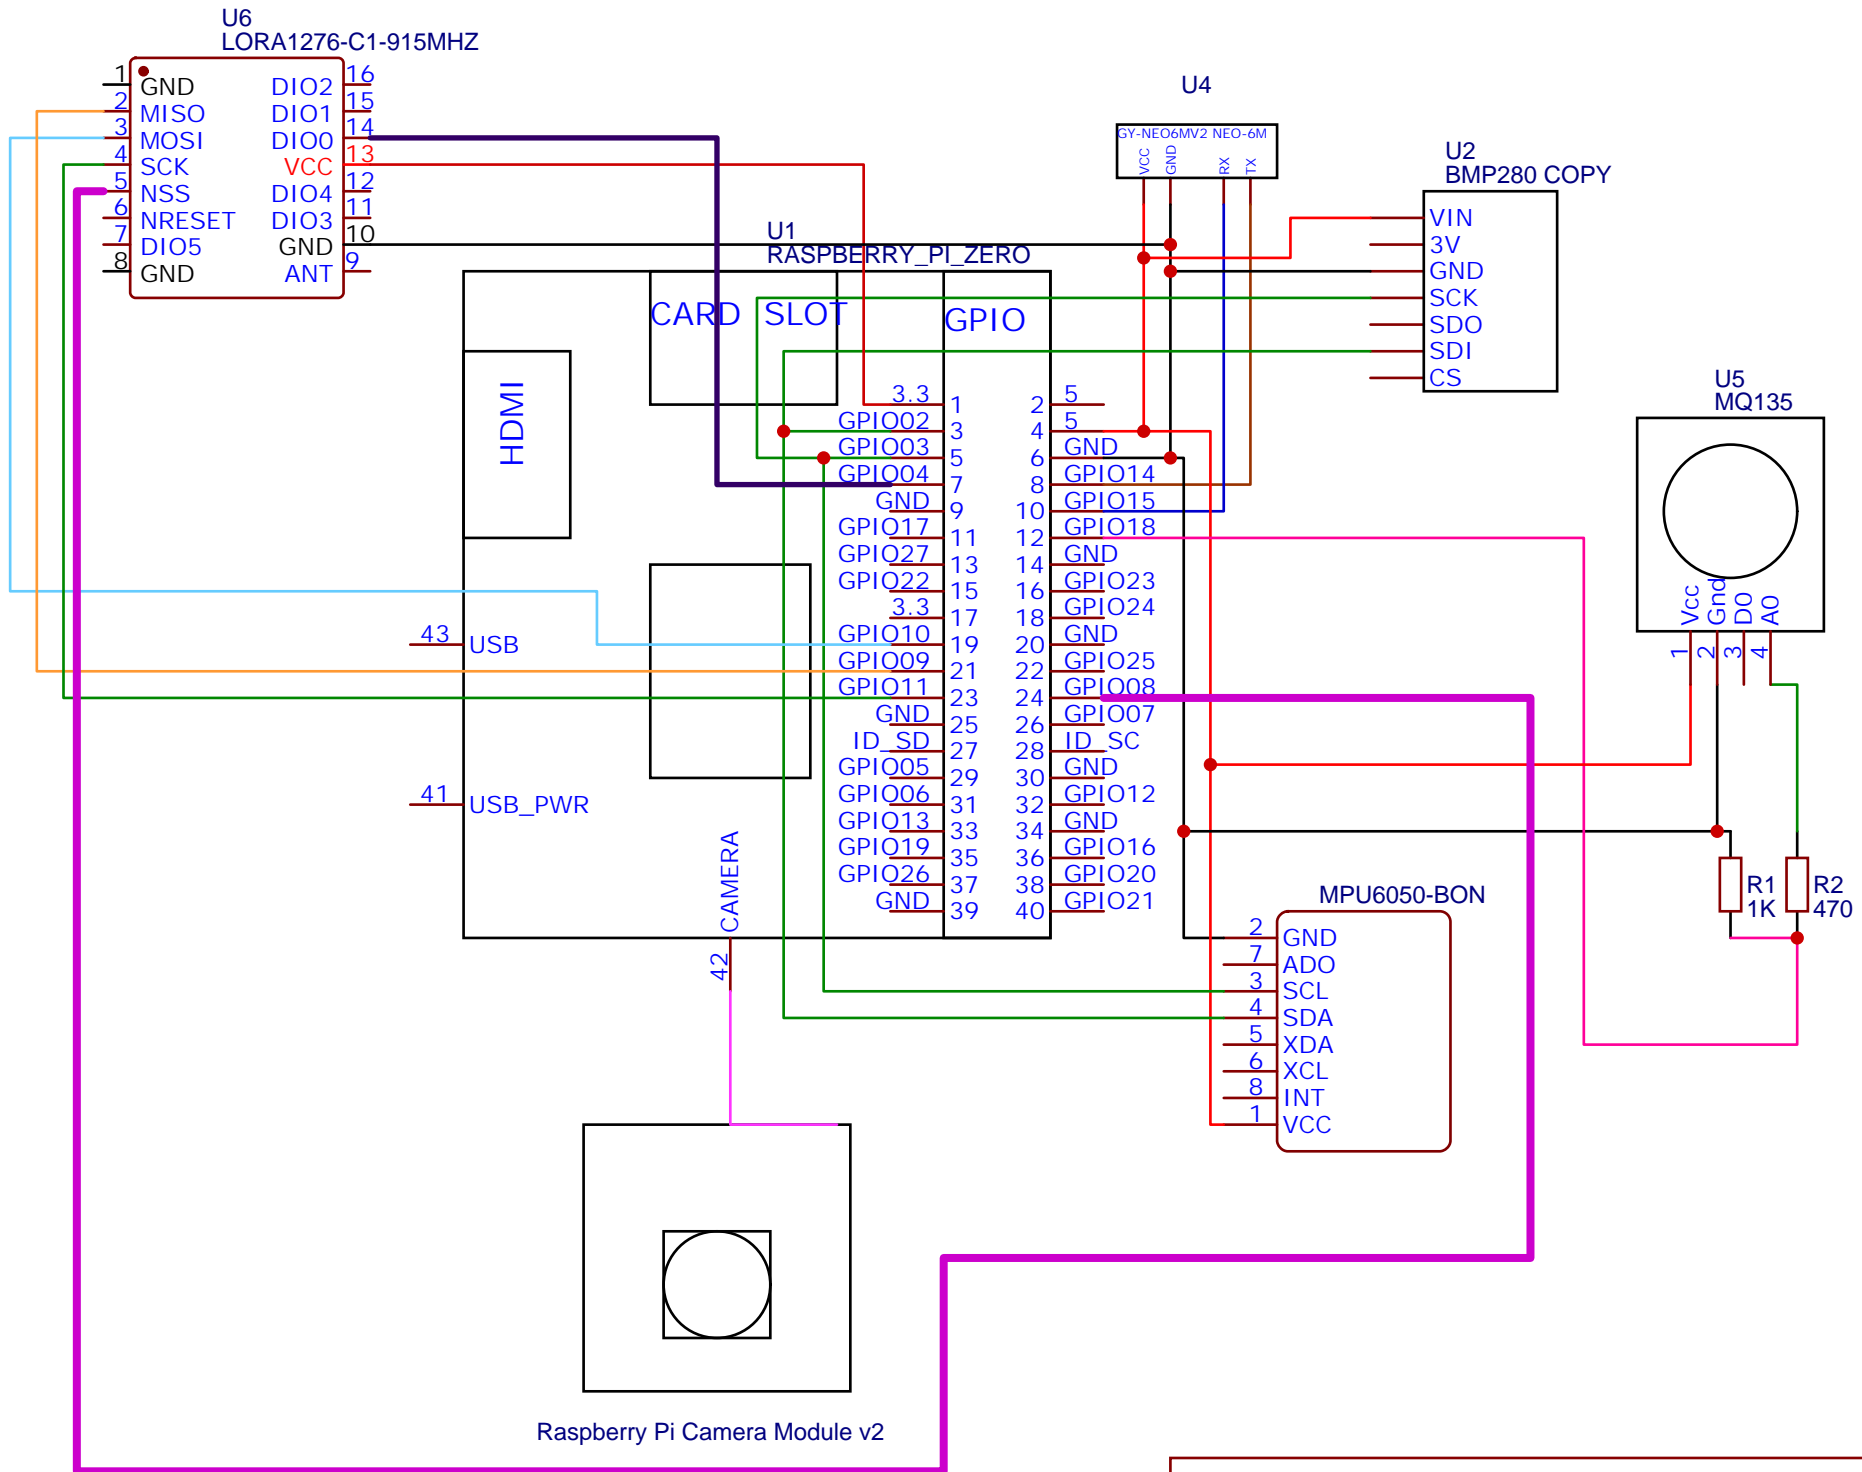 U6
LORA1276-C1-915MHZ
1 GND DIO2 16
2 MISO DIO1 15
3 MOSI DIO0 14
4 SCK VCC 13
5 NSS DIO4 12
6 NRESET DIO3 11
7 DIO5 GND 10
8 GND ANT 9
U4
GY-NEO6MV2 NEO-6M
VCC GND RX TX
U2
BMP280 COPY
VIN
3V
GND
SCK
SDO
SDI
CS
U1
RASPBERRY_PI_ZERO
CARD SLOT
GPIO
HDMI
3.3 1 2 5
GPIO02 3 4 5
GPIO03 5 6 GND
GPIO04 7 8 GPIO14
GND 9 10 GPIO15
GPIO17 11 12 GPIO18
GPIO27 13 14 GND
GPIO22 15 16 GPIO23
3.3 17 18 GPIO24
GPIO10 19 20 GND
GPIO09 21 22 GPIO25
GPIO11 23 24 GPIO08
GND 25 26 GPIO07
ID_SD 27 28 ID_SC
GPIO05 29 30 GND
GPIO06 31 32 GPIO12
GPIO13 33 34 GND
GPIO19 35 36 GPIO16
GPIO26 37 38 GPIO20
GND 39 40 GPIO21
43 USB
41 USB_PWR
CAMERA
42
U5
MQ135
Vcc Gnd D0 A0
1 2 3 4
R1
1K
R2
470
MPU6050-BON
2 GND
7 ADO
3 SCL
4 SDA
5 XDA
6 XCL
8 INT
1 VCC
Raspberry Pi Camera Module v2